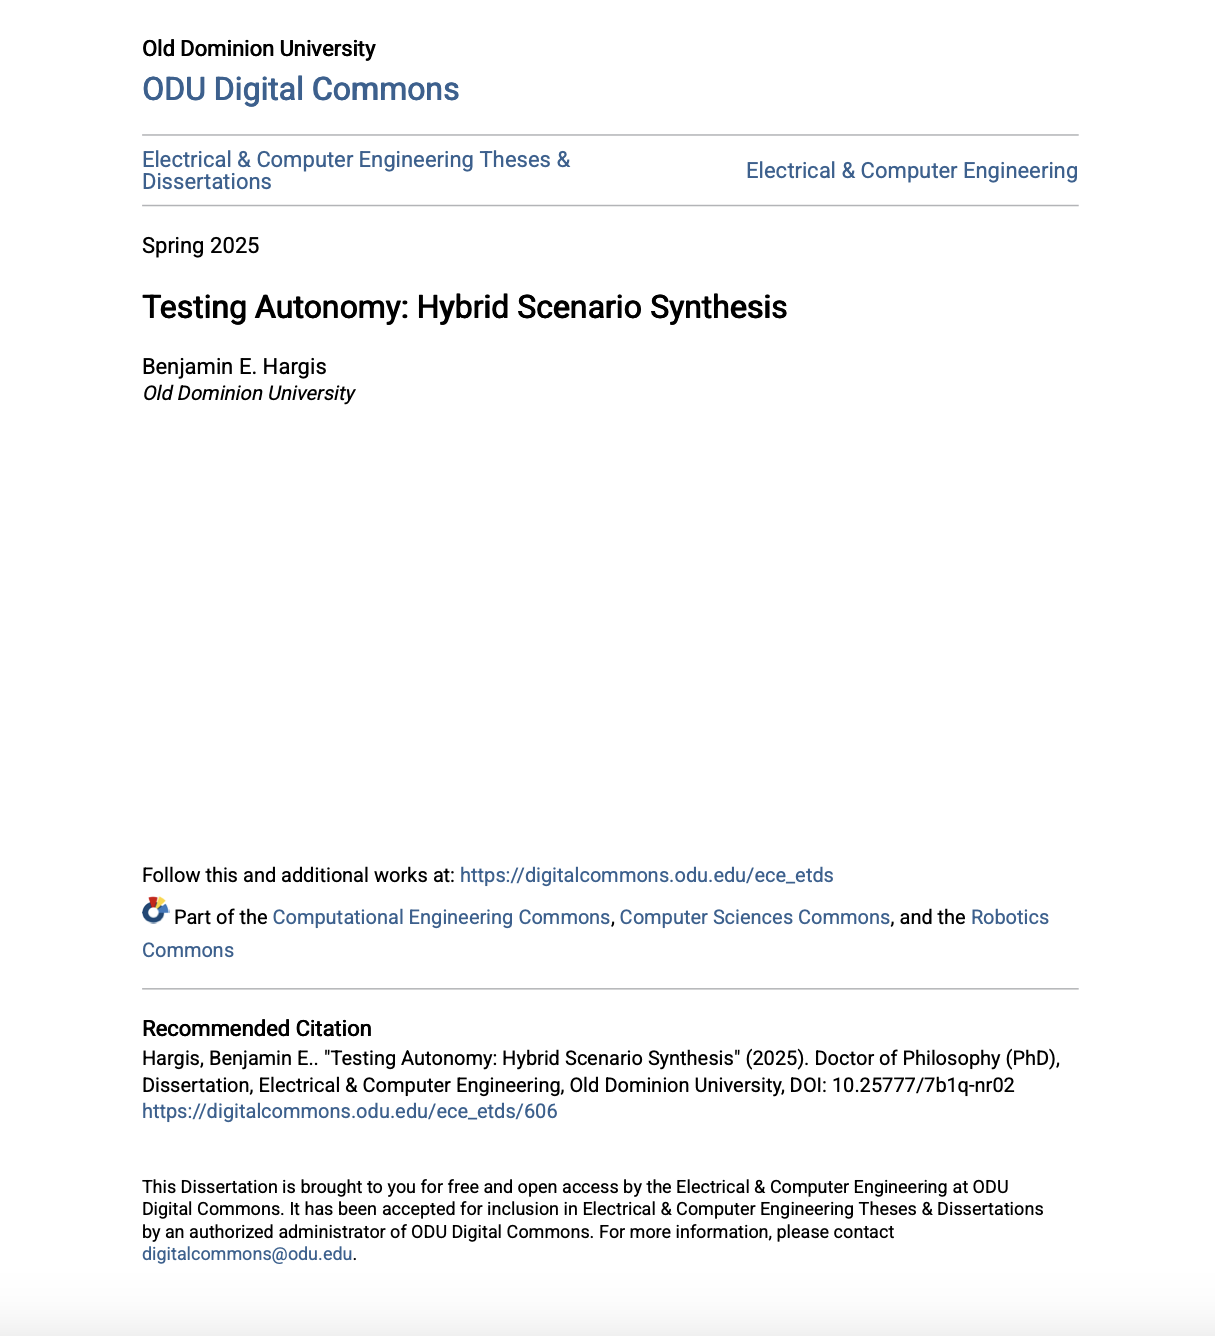 Old Dominion University
ODU Digital Commons
Electrical & Computer Engineering Theses &
Dissertations
Electrical & Computer Engineering
Spring 2025
Testing Autonomy: Hybrid Scenario Synthesis
Benjamin E. Hargis
Old Dominion University
Follow this and additional works at: https://digitalcommons.odu.edu/ece_etds
Part of the Computational Engineering Commons, Computer Sciences Commons, and the Robotics
Commons
Recommended Citation
Hargis, Benjamin E.. "Testing Autonomy: Hybrid Scenario Synthesis" (2025). Doctor of Philosophy (PhD),
Dissertation, Electrical & Computer Engineering, Old Dominion University, DOI: 10.25777/7b1q-nr02
https://digitalcommons.odu.edu/ece_etds/606
This Dissertation is brought to you for free and open access by the Electrical & Computer Engineering at ODU
Digital Commons. It has been accepted for inclusion in Electrical & Computer Engineering Theses & Dissertations
by an authorized administrator of ODU Digital Commons. For more information, please contact
digitalcommons@odu.edu.